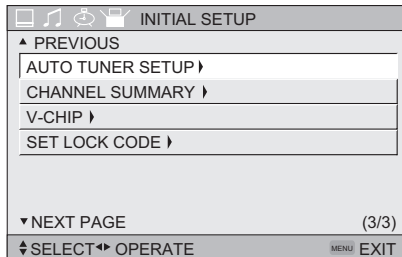 INITIAL SETUP
▲ PREVIOUS
AUTO TUNER SETUP
CHANNEL SUMMARY
V-CHIP
SET LOCK CODE
▼NEXT PAGE (3/3)
SELECT OPERATE MENU EXIT